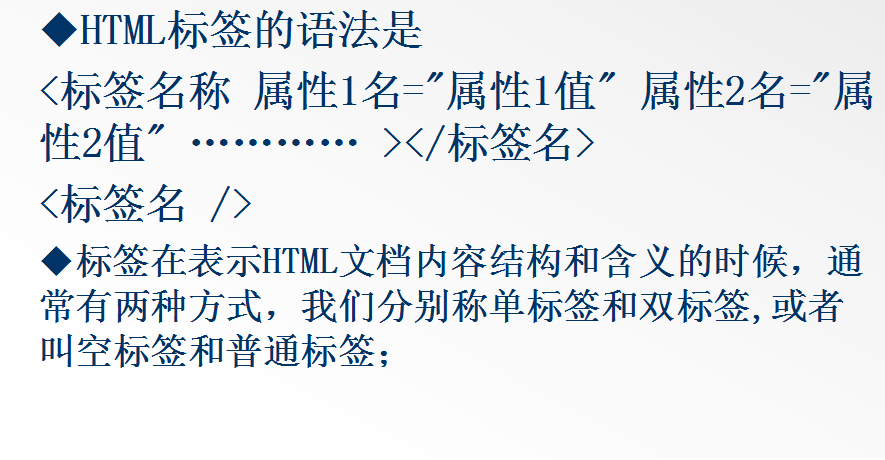 ◆HTML标签的语法是
<标签名称 属性1名="属性1值" 属性2名="属
性2值" ………… ></标签名>
<标签名 />
◆标签在表示HTML文档内容结构和含义的时候，通
常有两种方式，我们分别称单标签和双标签,或者
叫空标签和普通标签；